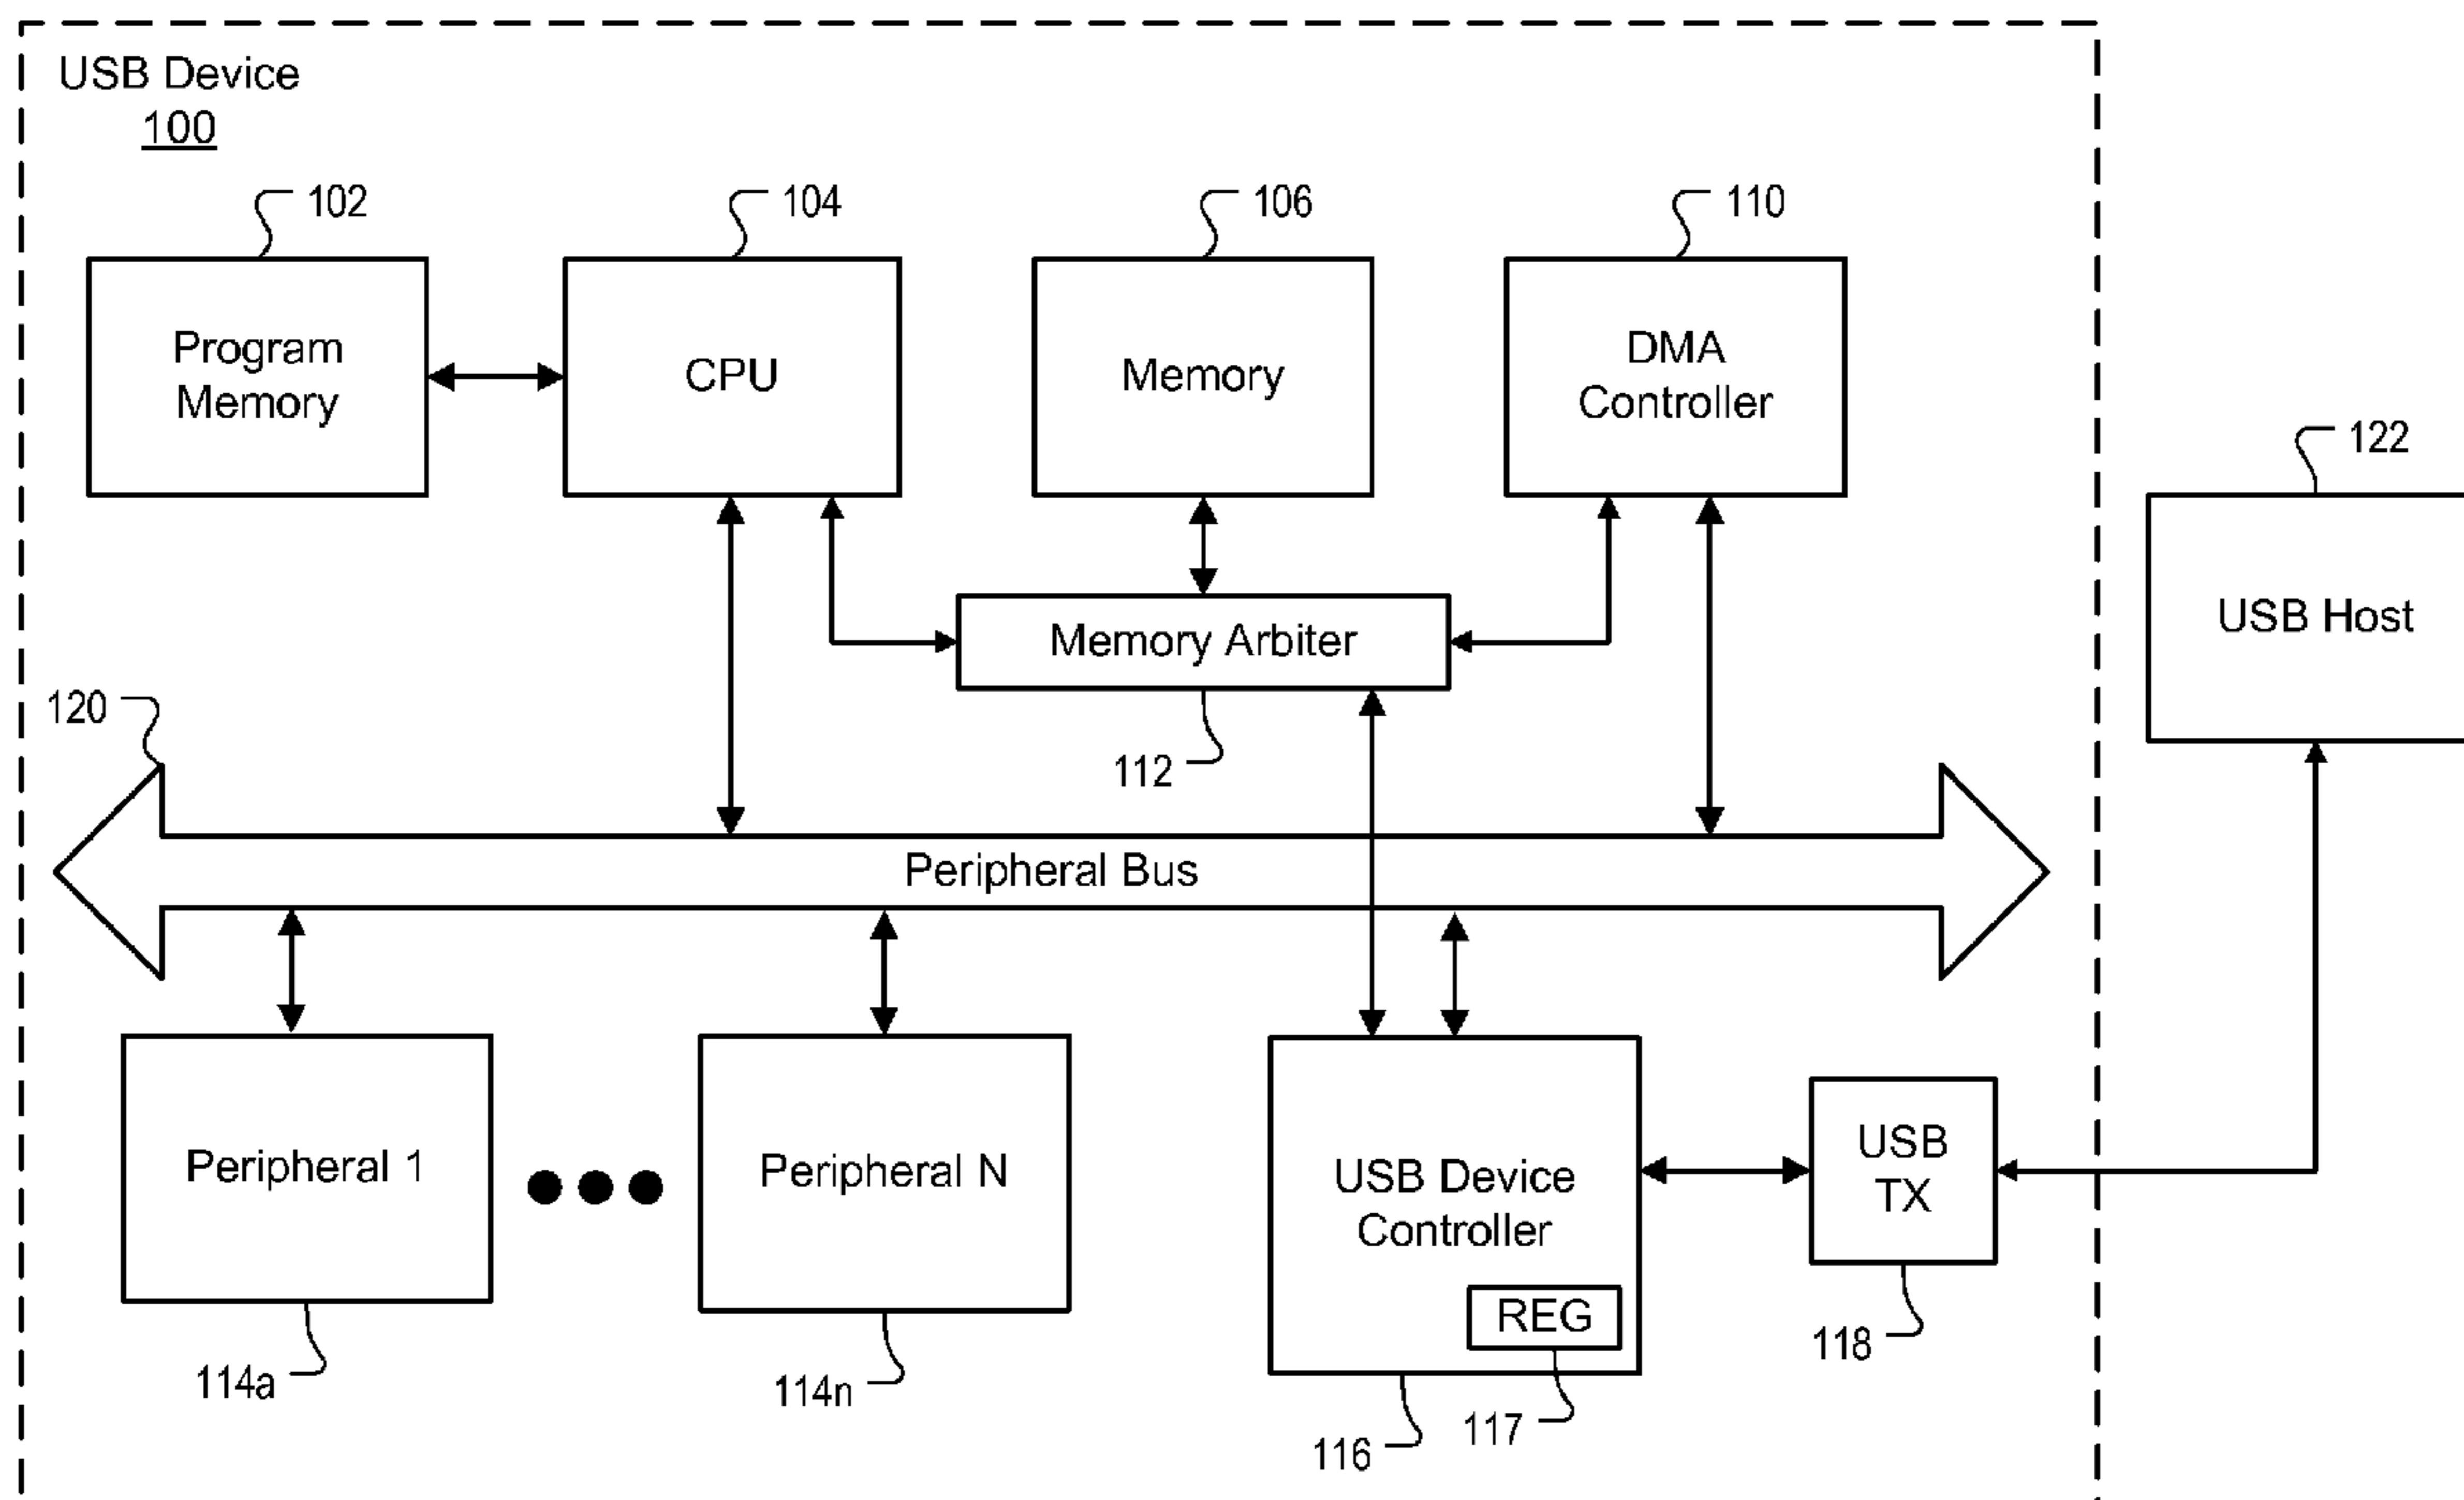 USB Device
100
102
104
106
110
Program
Memory
CPU
Memory
DMA
Controller
122
USB Host
Memory Arbiter
120
112
Peripheral Bus
Peripheral 1
Peripheral N
USB Device
Controller
USB
TX
REG
114a
114n
116
117
118